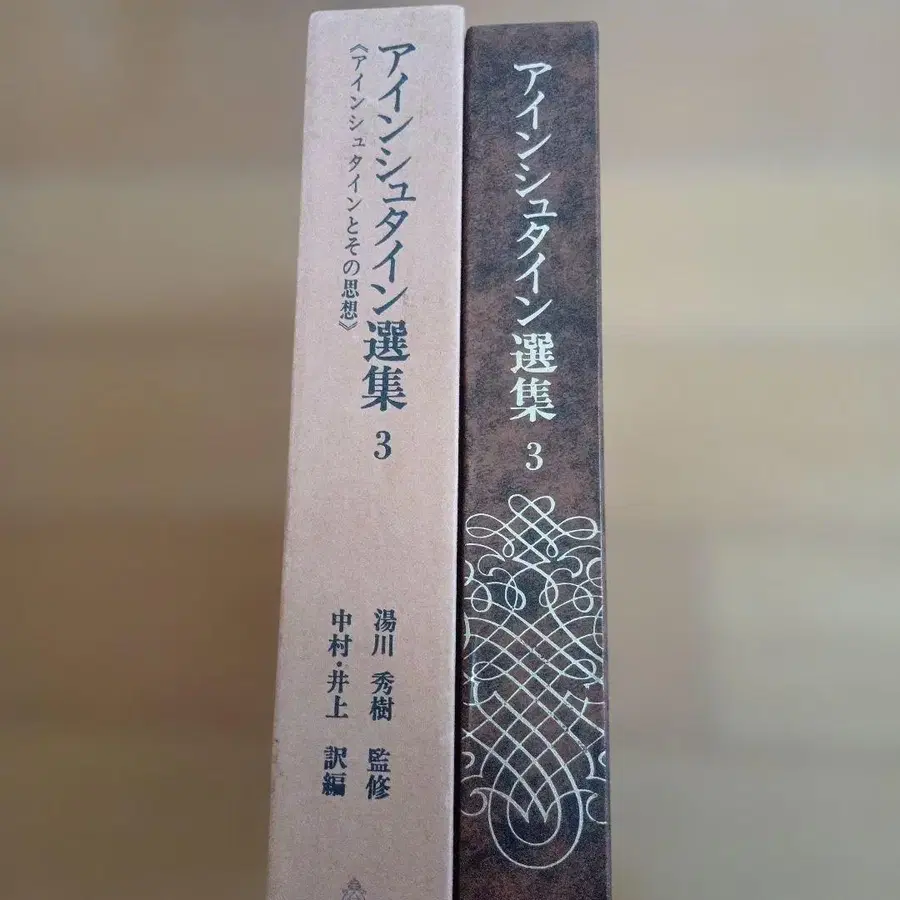 アインシュタイン選集 3
《アインシュタインとその思想》
湯川 秀樹 監修
中村・井上 訳編
アインシュタイン選集 3